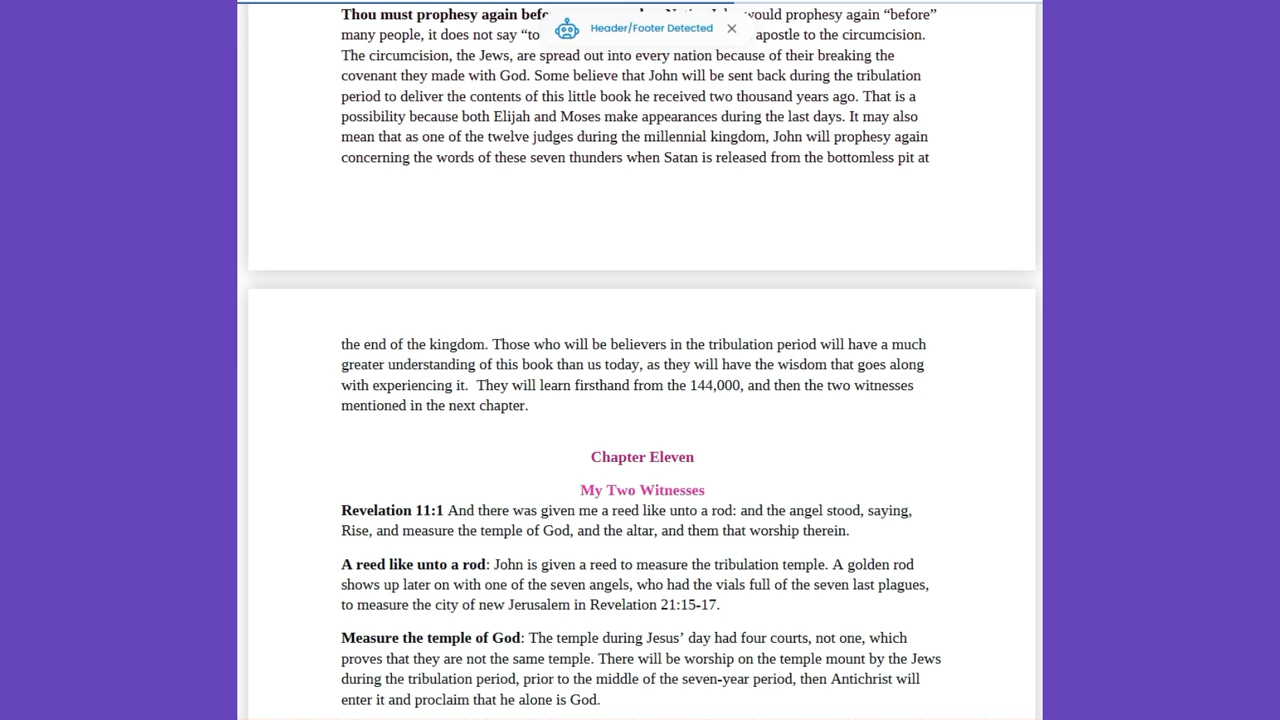 Thou must prophesy again befo would prophesy again “before”
Header/Footer Detected
many people, it does not say “to apostle to the circumcision.
The circumcision, the Jews, are spread out into every nation because of their breaking the
covenant they made with God. Some believe that John will be sent back during the tribulation
period to deliver the contents of this little book he received two thousand years ago. That is a
possibility because both Elijah and Moses make appearances during the last days. It may also
mean that as one of the twelve judges during the millennial kingdom, John will prophesy again
concerning the words of these seven thunders when Satan is released from the bottomless pit at
the end of the kingdom. Those who will be believers in the tribulation period will have a much
greater understanding of this book than us today, as they will have the wisdom that goes along
with experiencing it.  They will learn firsthand from the 144,000, and then the two witnesses
mentioned in the next chapter.
Chapter Eleven
My Two Witnesses
Revelation 11:1 And there was given me a reed like unto a rod: and the angel stood, saying,
Rise, and measure the temple of God, and the altar, and them that worship therein.
A reed like unto a rod: John is given a reed to measure the tribulation temple. A golden rod
shows up later on with one of the seven angels, who had the vials full of the seven last plagues,
to measure the city of new Jerusalem in Revelation 21:15-17.
Measure the temple of God: The temple during Jesus’ day had four courts, not one, which
proves that they are not the same temple. There will be worship on the temple mount by the Jews
during the tribulation period, prior to the middle of the seven-year period, then Antichrist will
enter it and proclaim that he alone is God.